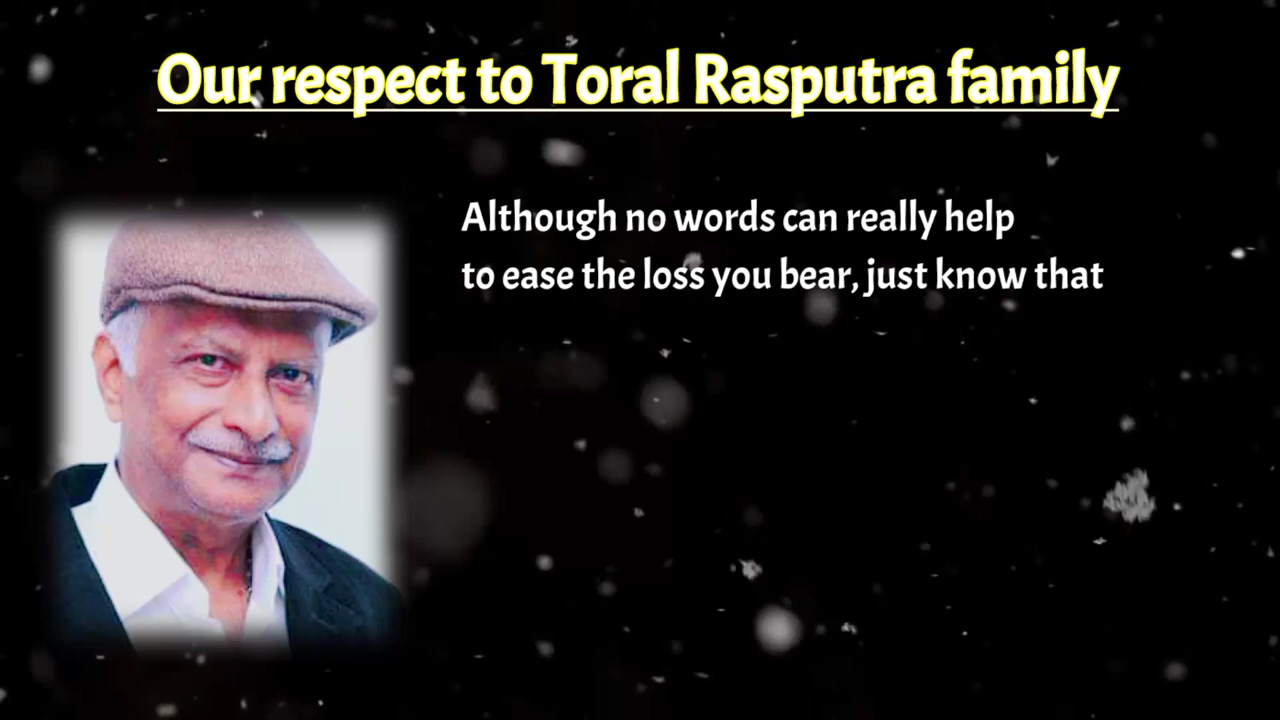 Our respect to Toral Rasputra family
Although no words can really help
to ease the loss you bear, just know that